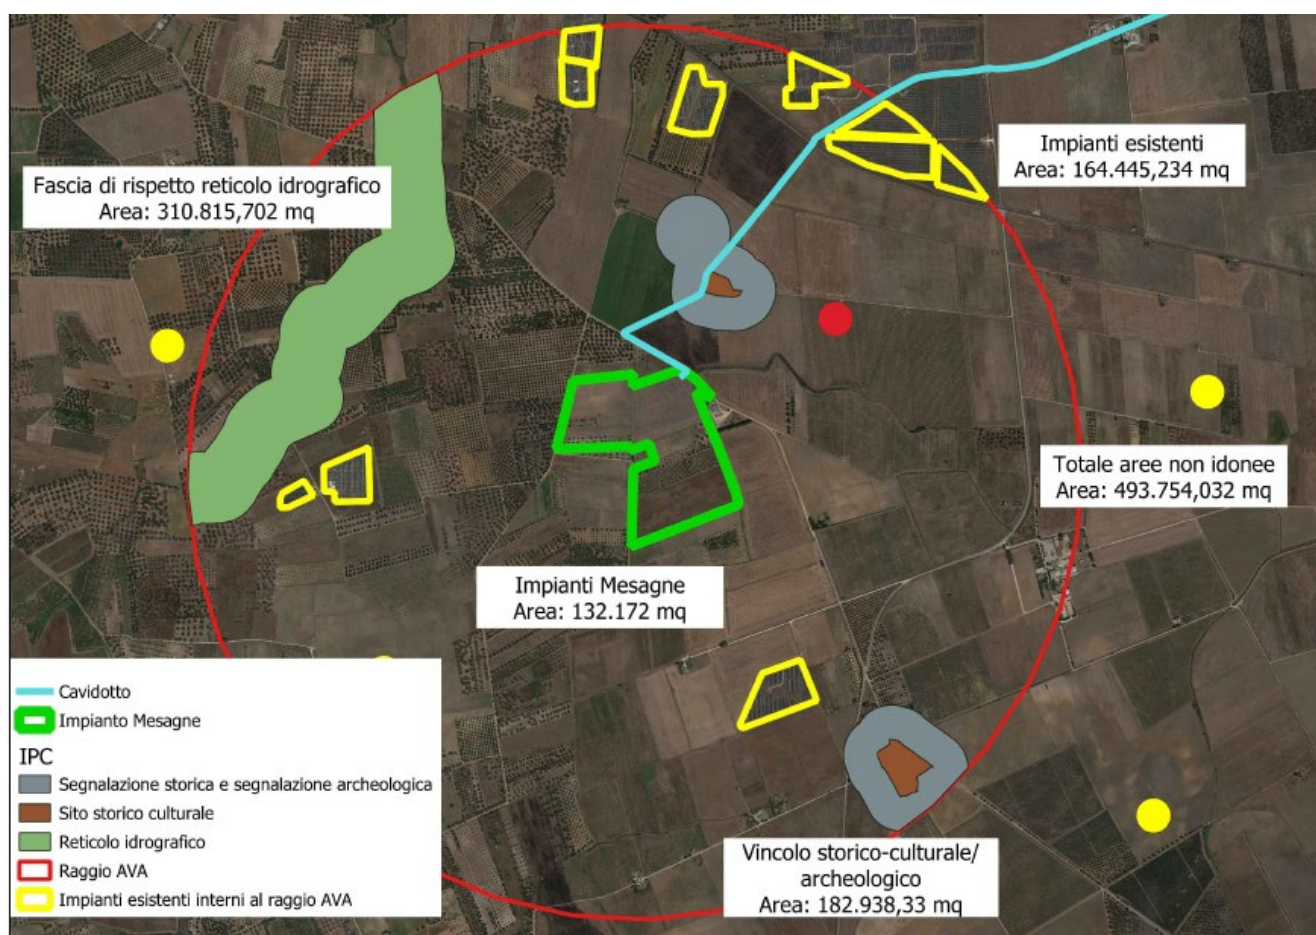 Impianti esistenti
Area: 164.445,234 mq
Fascia di rispetto reticolo idrografico
Area: 310.815,702 mq
Totale aree non idonee
Area: 493.754,032 mq
Impianti Mesagne
Area: 132.172 mq
Cavidotto
Impianto Mesagne
IPC
Segnalazione storica e segnalazione archeologica
Sito storico culturale
Reticolo idrografico
Raggio AVA
Impianti esistenti interni al raggio AVA
Vincolo storico-culturale/
archeologico
Area: 182.938,33 mq